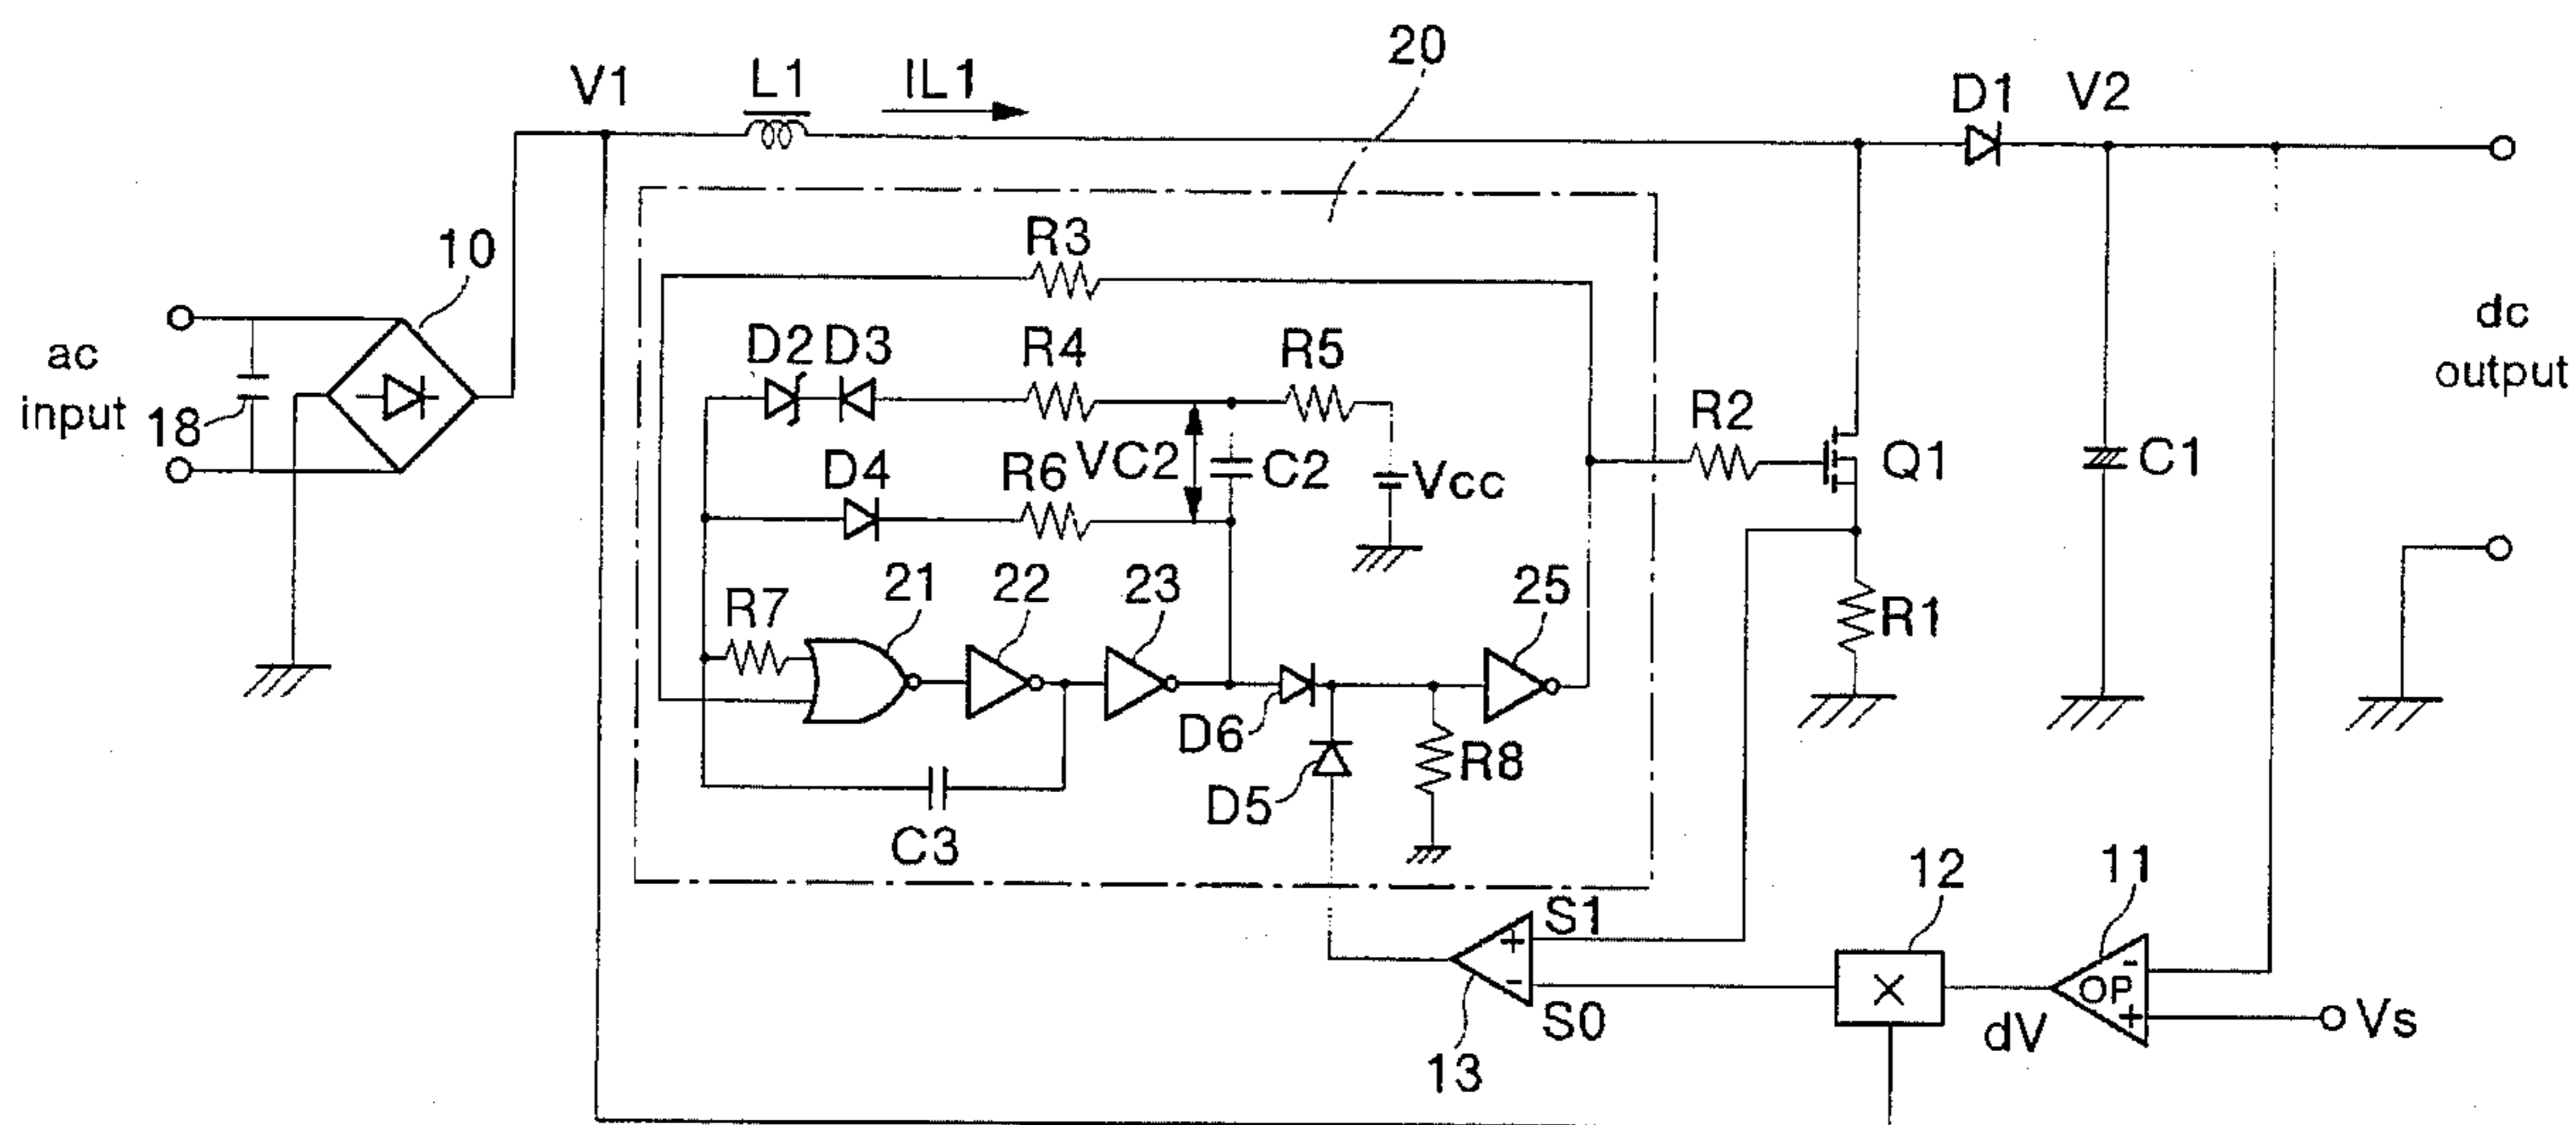 20
V1 L1 IL1 D1 V2
10
R3
D2 D3 R4 R5
ac input
18
dc output
R2
VC2 C2 Vcc
D4 R6
Q1 C1
R7 21 22 23 25
R1
D6
D5 R8
C3
12 11
S1
+
-
S0
13
×
dV
OP
-
+
Vs